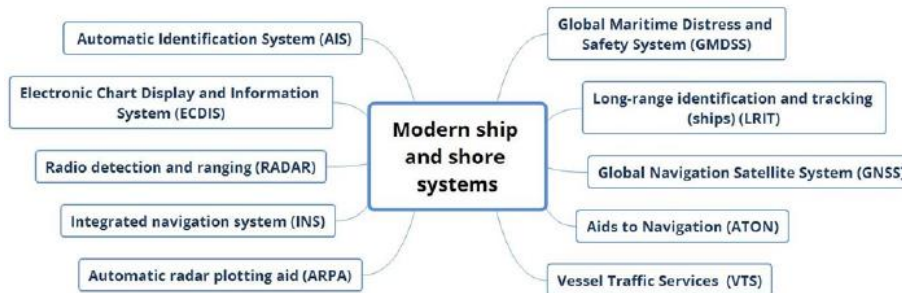 Automatic Identification System (AIS)
Electronic Chart Display and Information
System (ECDIS)
Radio detection and ranging (RADAR)
Integrated navigation system (INS)
Automatic radar plotting aid (ARPA)
Modern ship
and shore
systems
Global Maritime Distress and
Safety System (GMDSS)
Long-range identification and tracking
(ships) (LRIT)
Global Navigation Satellite System (GNSS)
Aids to Navigation (ATON)
Vessel Traffic Services (VTS)